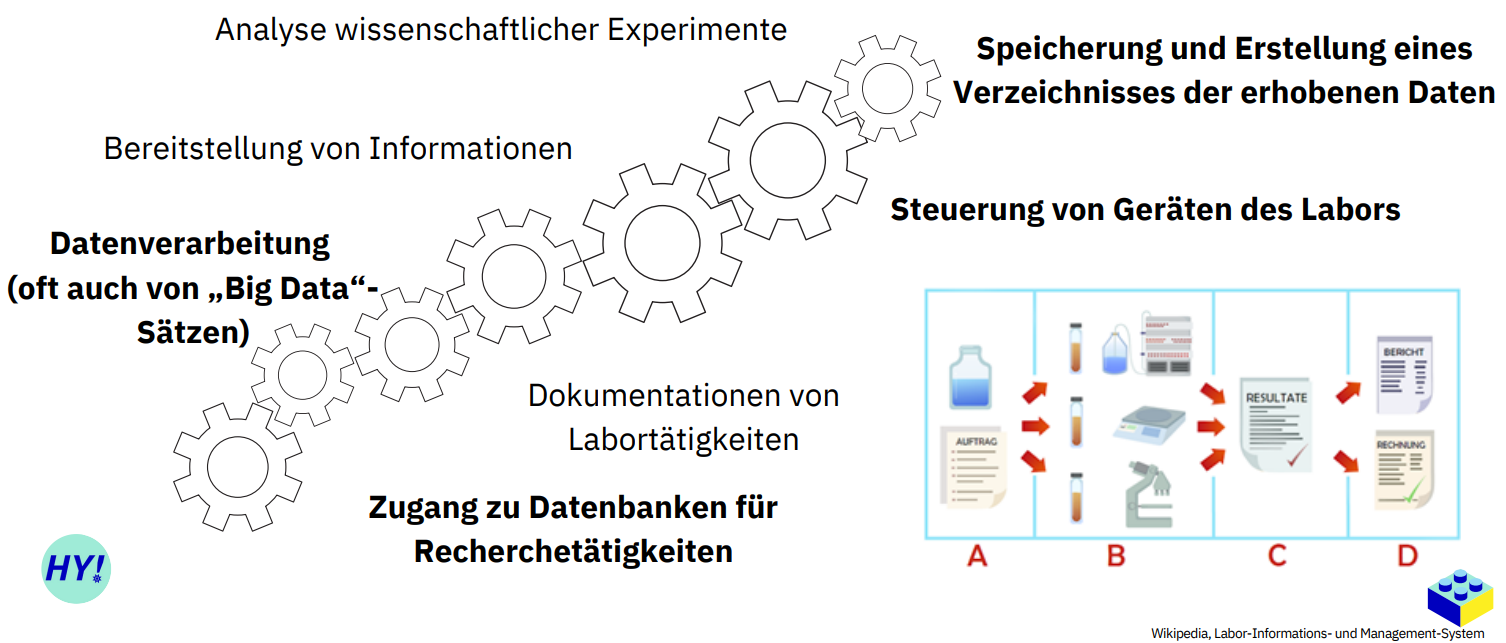 Analyse wissenschaftlicher Experimente
Speicherung und Erstellung eines
Verzeichnisses der erhobenen Daten
Bereitstellung von Informationen
Steuerung von Geräten des Labors
Datenverarbeitung
(oft auch von „Big Data“-
Sätzen)
Dokumentationen von
Labortätigkeiten
Zugang zu Datenbanken für
Recherchetätigkeiten
AUFTRAG
RESULTATE
BERICHT
RECHNUNG
A
B
C
D
HY!
Wikipedia, Labor-Informations- und Management-System